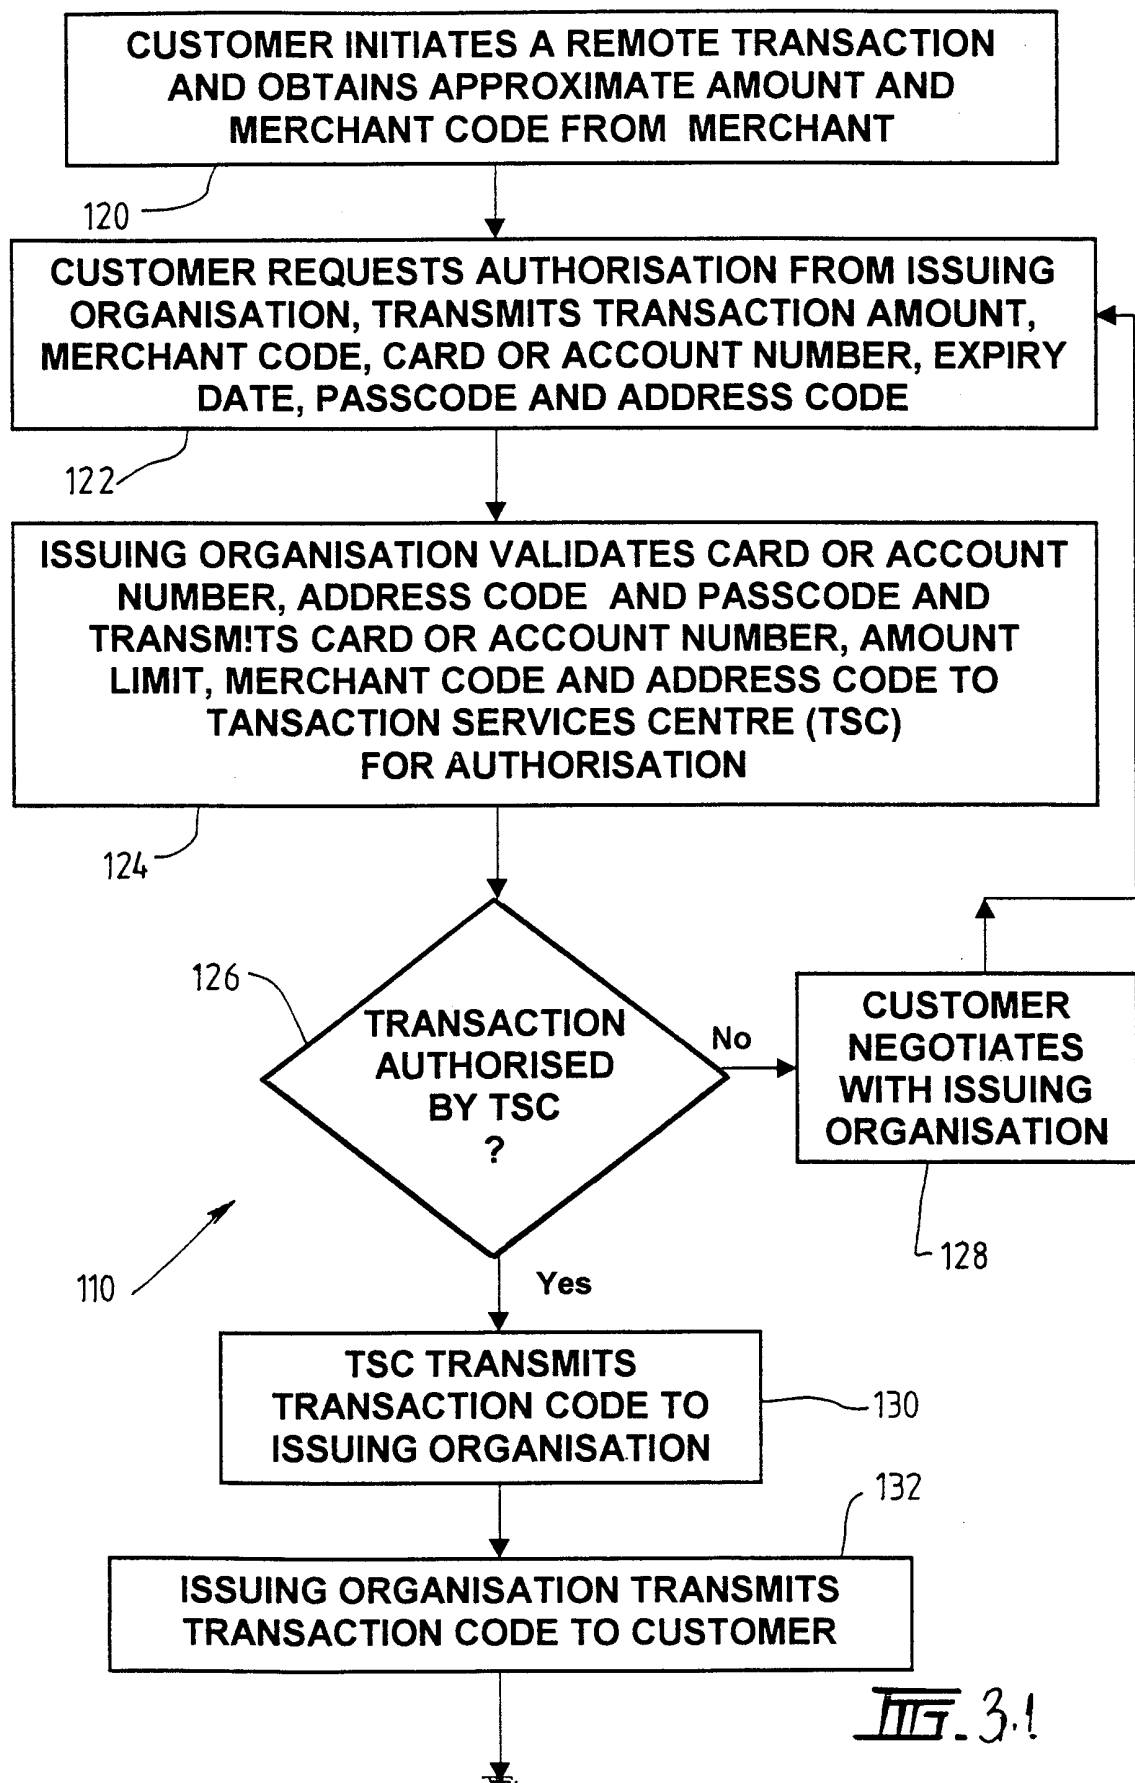 CUSTOMER INITIATES A REMOTE TRANSACTION
AND OBTAINS APPROXIMATE AMOUNT AND
MERCHANT CODE FROM MERCHANT
120
CUSTOMER REQUESTS AUTHORISATION FROM ISSUING
ORGANISATION, TRANSMITS TRANSACTION AMOUNT,
MERCHANT CODE, CARD OR ACCOUNT NUMBER, EXPIRY
DATE, PASSCODE AND ADDRESS CODE
122
ISSUING ORGANISATION VALIDATES CARD OR ACCOUNT
NUMBER, ADDRESS CODE AND PASSCODE AND
TRANSMITS CARD OR ACCOUNT NUMBER, AMOUNT
LIMIT, MERCHANT CODE AND ADDRESS CODE TO
TANSACTION SERVICES CENTRE (TSC)
FOR AUTHORISATION
124
126
TRANSACTION
AUTHORISED
BY TSC
?
No
CUSTOMER
NEGOTIATES
WITH ISSUING
ORGANISATION
128
110
Yes
TSC TRANSMITS
TRANSACTION CODE TO
ISSUING ORGANISATION
130
132
ISSUING ORGANISATION TRANSMITS
TRANSACTION CODE TO CUSTOMER
FIG. 3.1